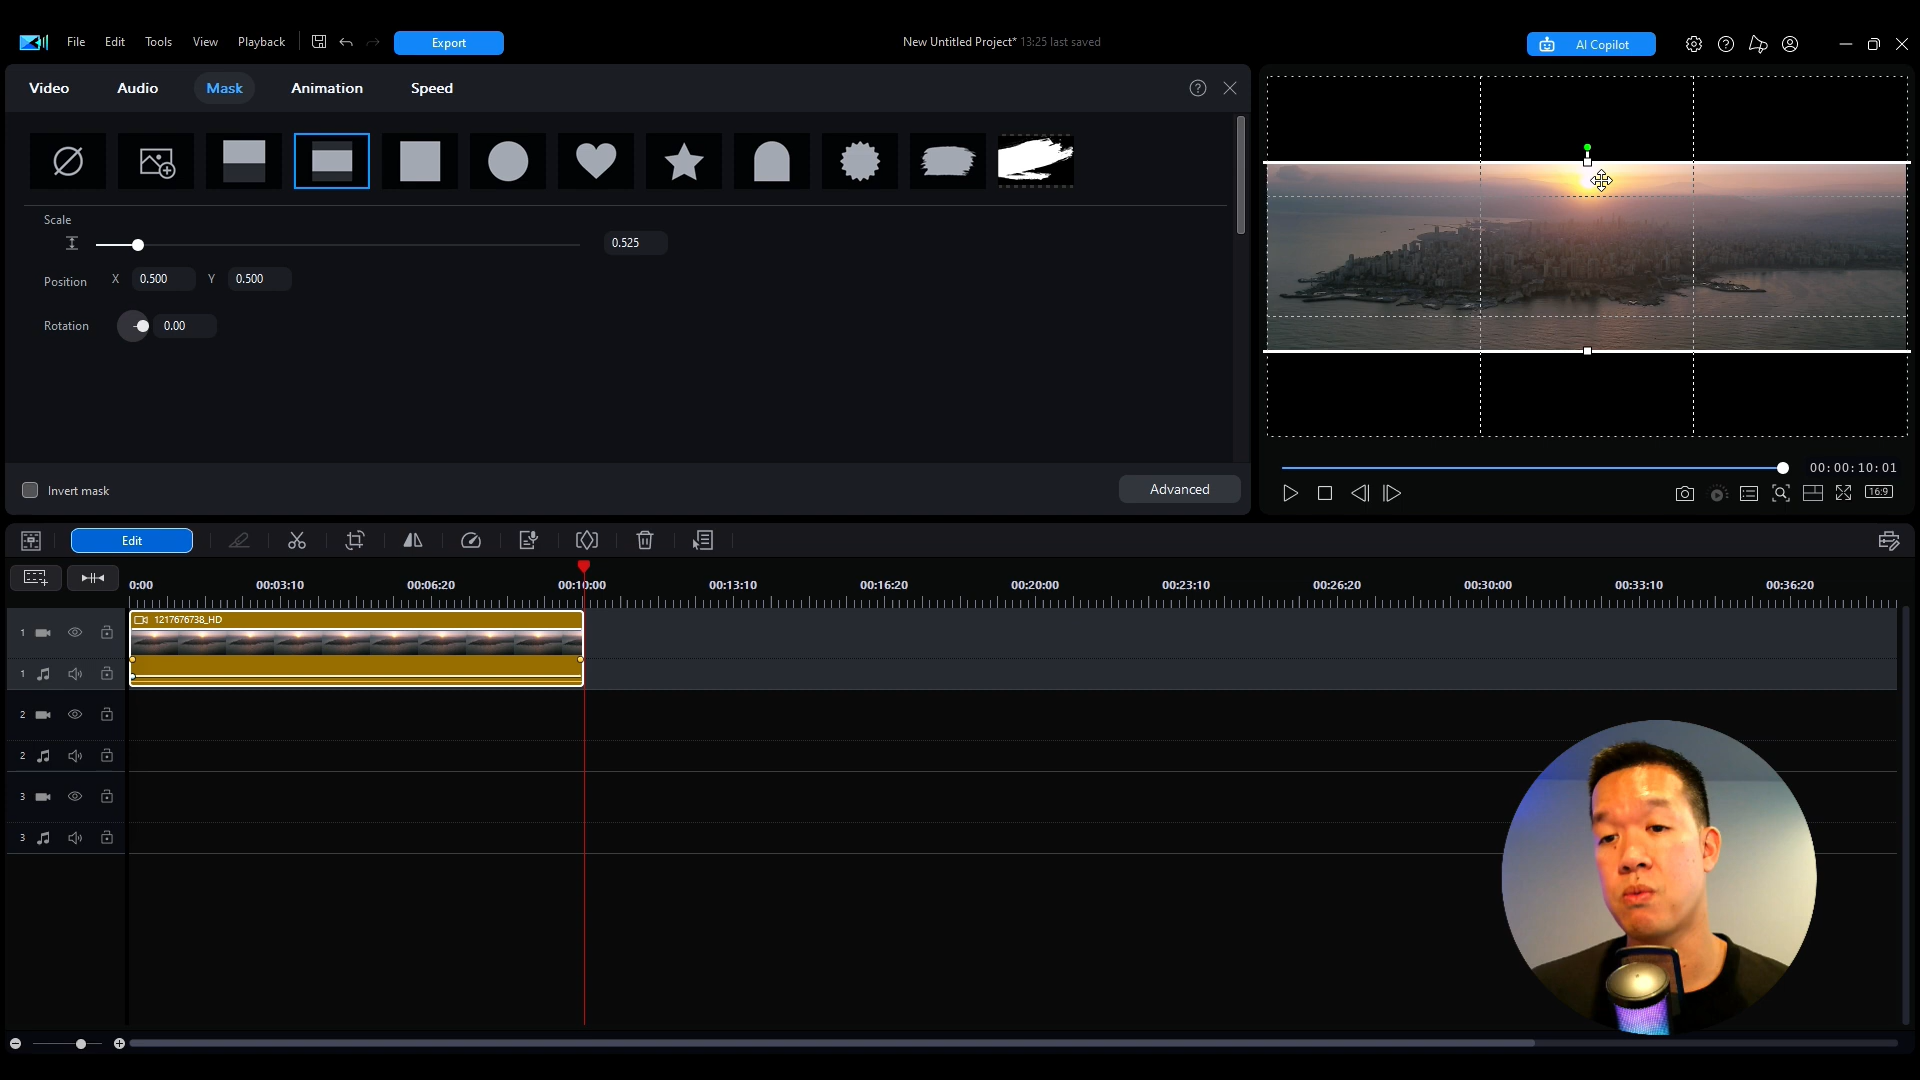 File Edit Tools View Playback Export New Untitled Project* 13:25 last saved AI Copilot
Video Audio Mask Animation Speed
Scale
0.525
Position X 0.500 Y 0.500
Rotation 0.00
00:00:10:01
Invert mask Advanced
16:9
Edit
0:00 00:03:10 00:06:20 00:10:00 00:13:10 00:16:20 00:20:00 00:23:10 00:26:20 00:30:00 00:33:10 00:36:20
1217676738_HD
1
1
2
2
3
3